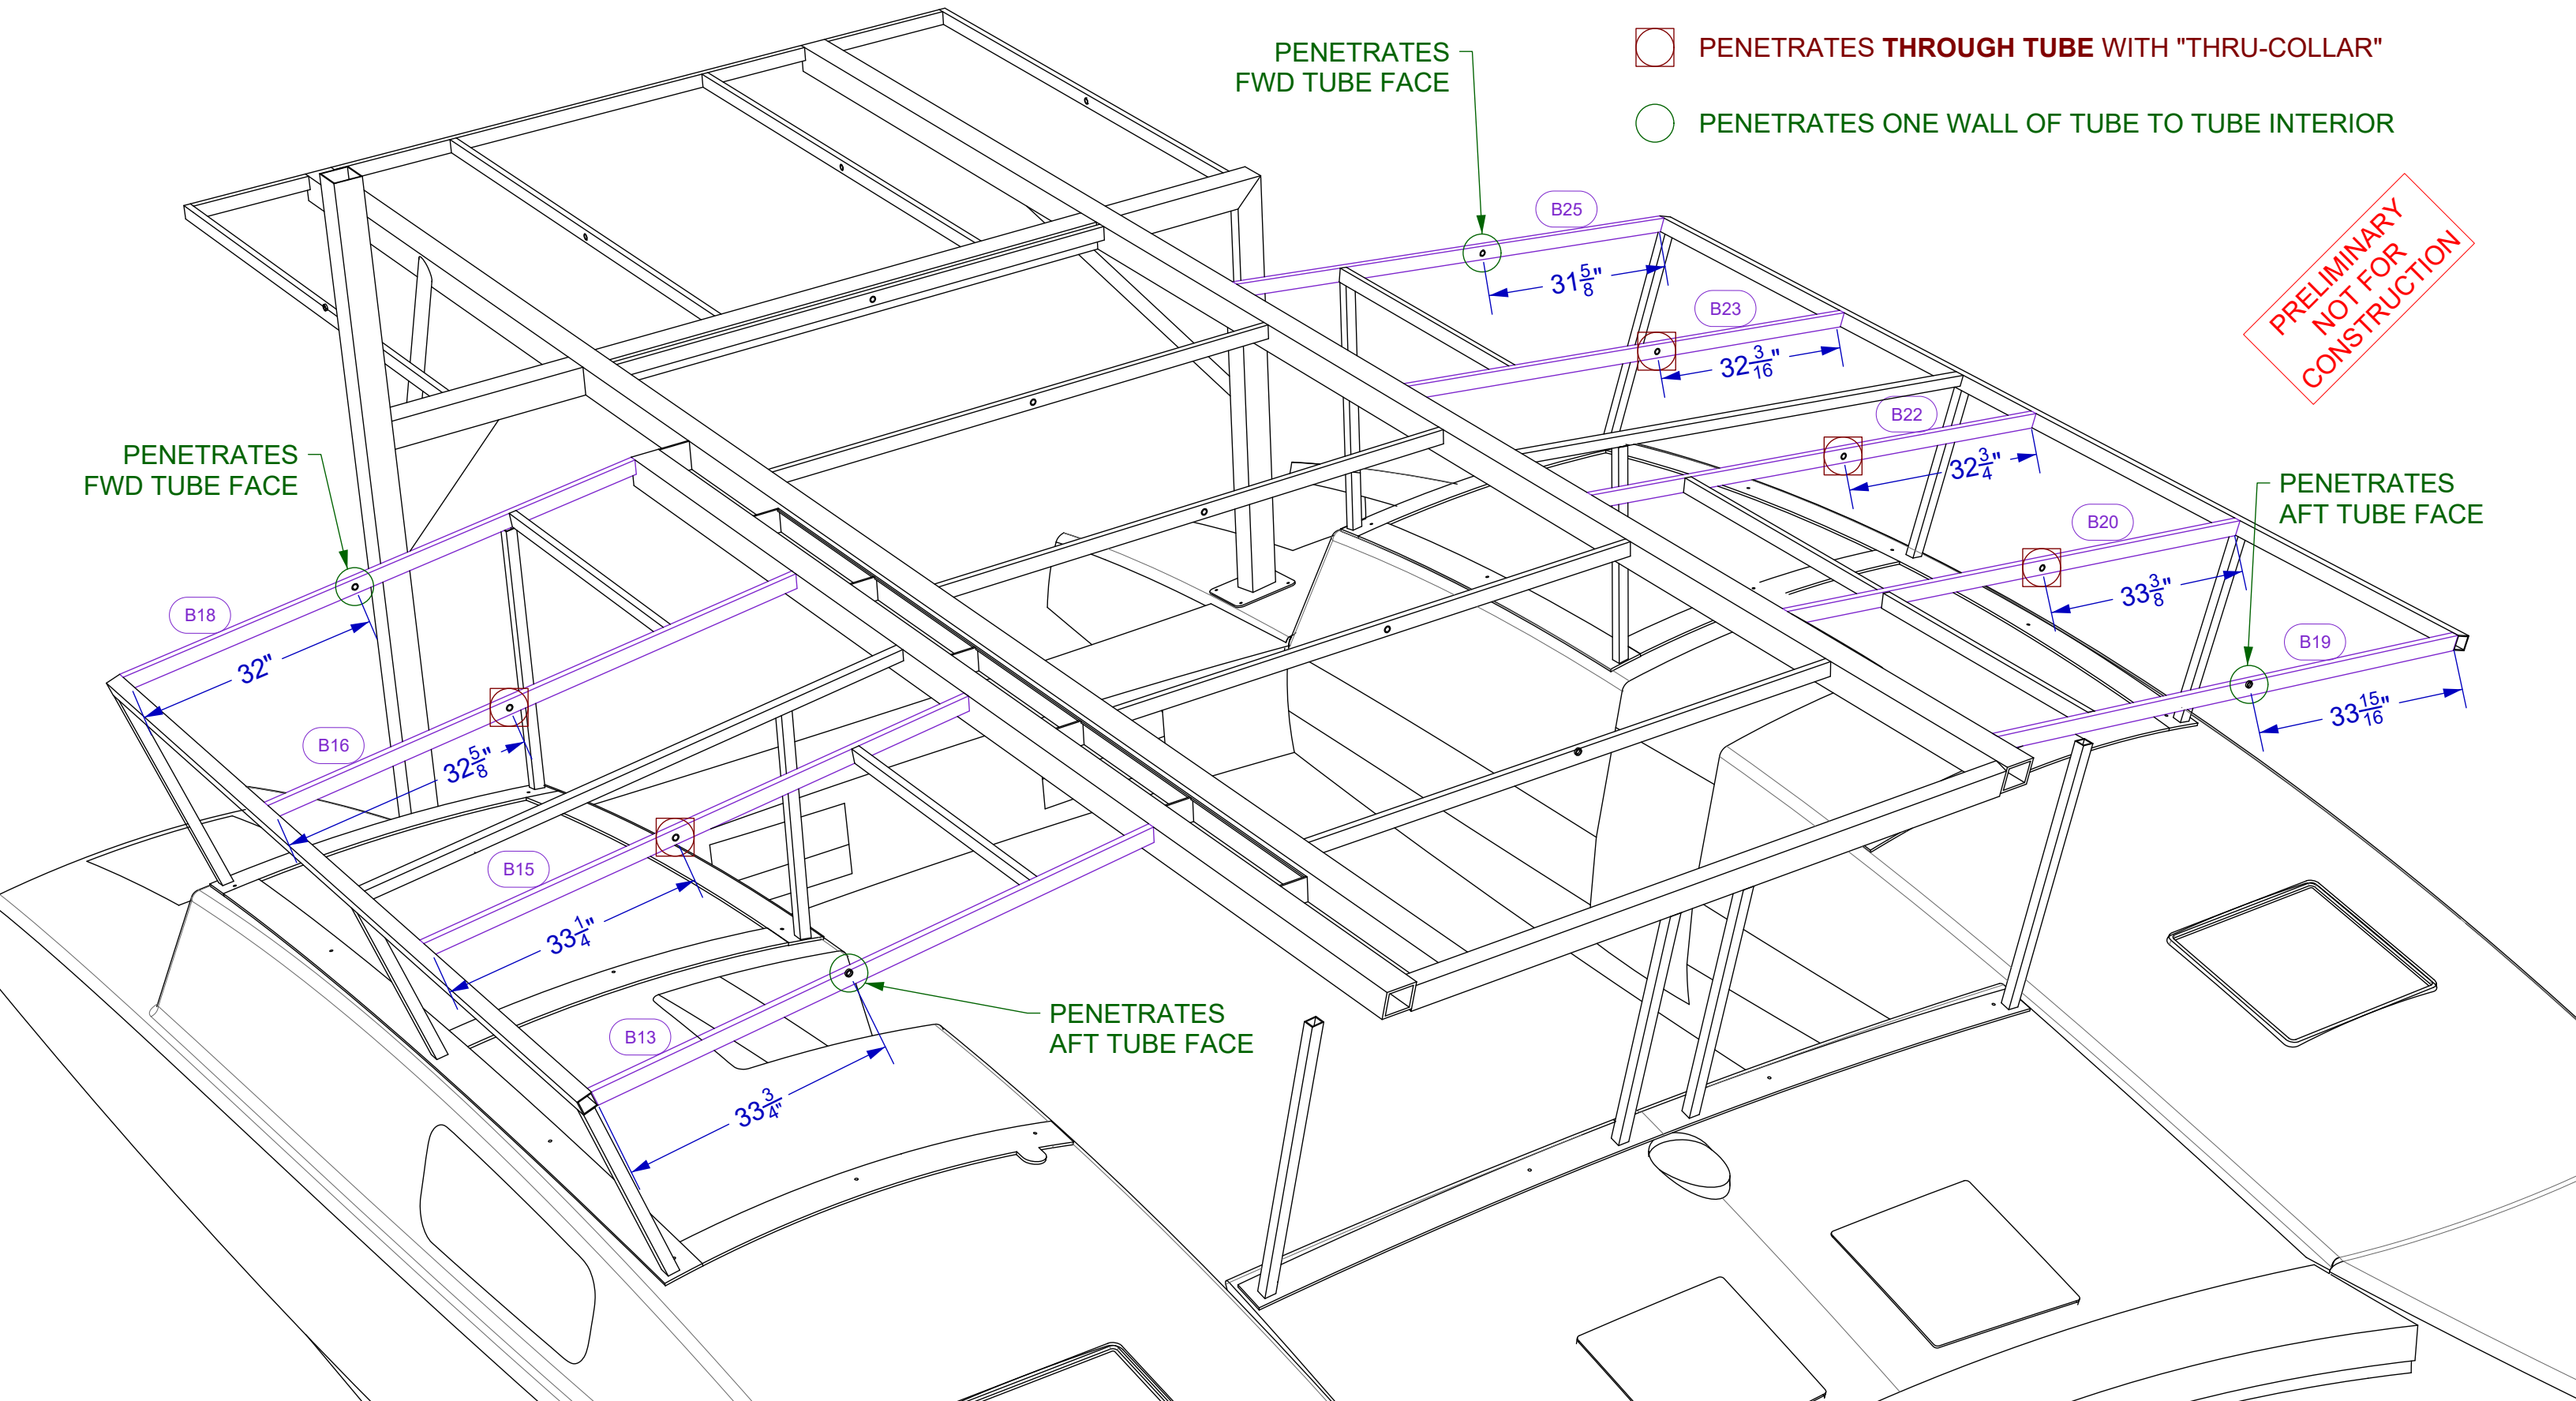 PENETRATES THROUGH TUBE WITH "THRU-COLLAR"
PENETRATES ONE WALL OF TUBE TO TUBE INTERIOR
PENETRATES
FWD TUBE FACE
PRELIMINARY
NOT FOR
CONSTRUCTION
B25
31 5/8"
B23
32 3/16"
B22
32 3/4"
B20
33 3/8"
PENETRATES
AFT TUBE FACE
B19
33 15/16"
PENETRATES
FWD TUBE FACE
B18
32"
B16
32 5/8"
B15
33 1/4"
B13
33 3/4"
PENETRATES
AFT TUBE FACE